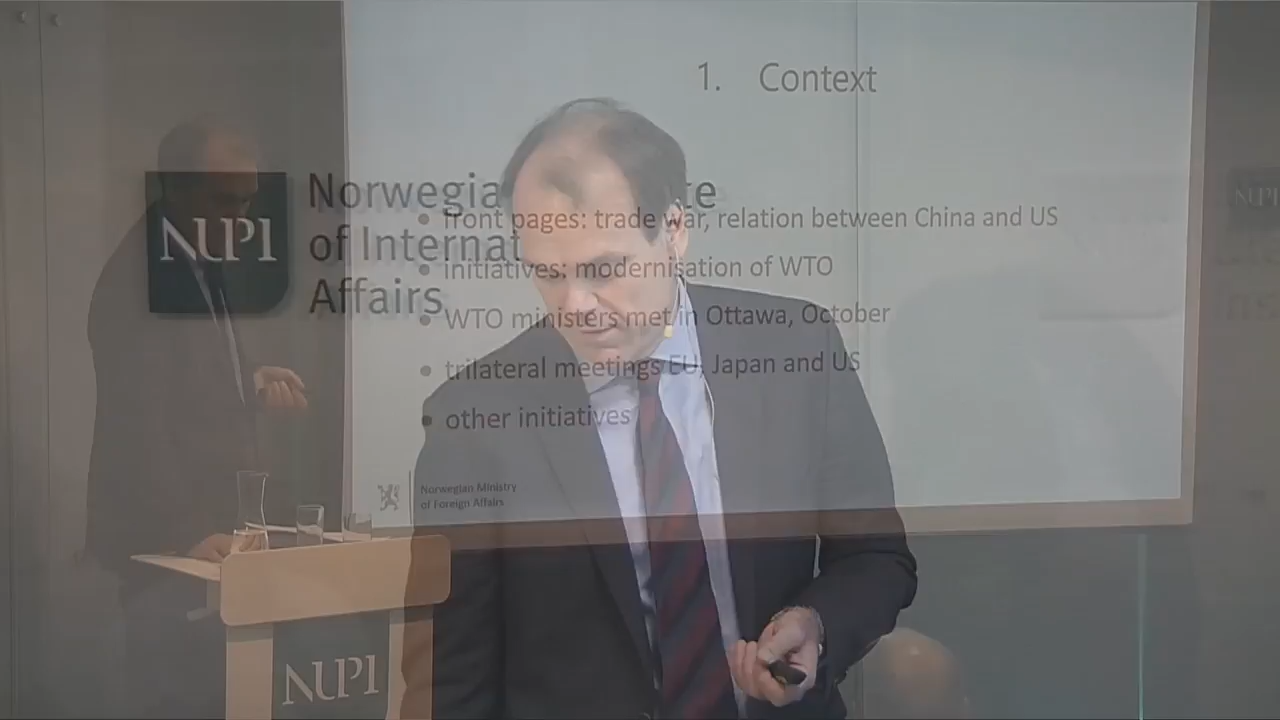 1. Context
NUPI
Norwegia te
of Internat
Affairs
• front pages: trade war, relation between China and US
• initiatives: modernisation of WTO
• WTO ministers met in Ottawa, October
• trilateral meetings EU, Japan and US
• other initiatives
Norwegian Ministry
of Foreign Affairs
NUPI